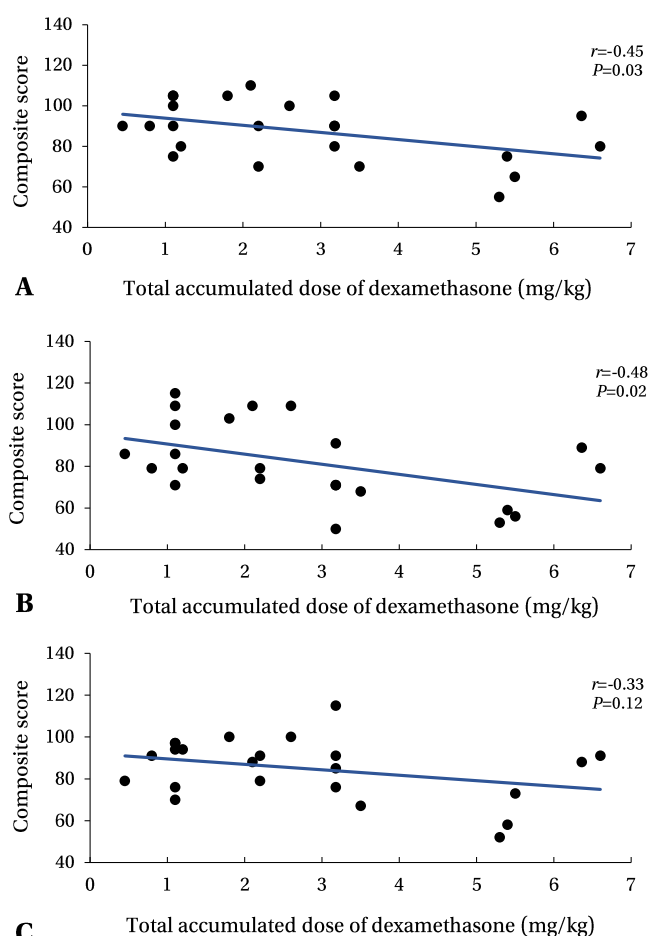 140
120
100
80
60
40
Composite score
r=-0.45
P=0.03
0 1 2 3 4 5 6 7
A
Total accumulated dose of dexamethasone (mg/kg)
140
120
100
80
60
40
Composite score
r=-0.48
P=0.02
0 1 2 3 4 5 6 7
B
Total accumulated dose of dexamethasone (mg/kg)
140
120
100
80
60
40
Composite score
r=-0.33
P=0.12
0 1 2 3 4 5 6 7
C
Total accumulated dose of dexamethasone (mg/kg)